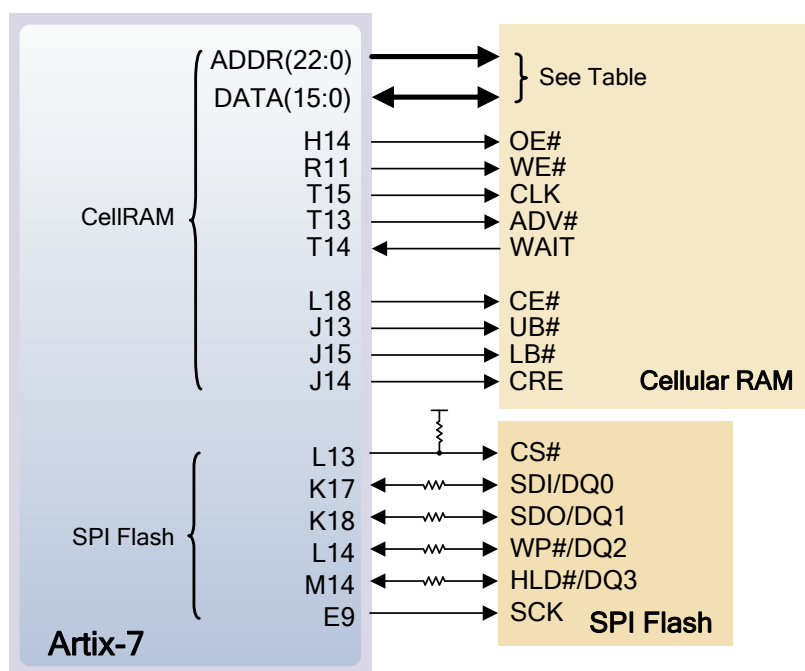 ADDR(22:0)
DATA(15:0)
See Table
H14 OE#
R11 WE#
T15 CLK
T13 ADV#
CellRAM
T14 WAIT
L18 CE#
J13 UB#
J15 LB#
J14 CRE
Cellular RAM
L13 CS#
K17 SDI/DQ0
K18 SDO/DQ1
SPI Flash
L14 WP#/DQ2
M14 HLD#/DQ3
E9 SCK
SPI Flash
Artix-7